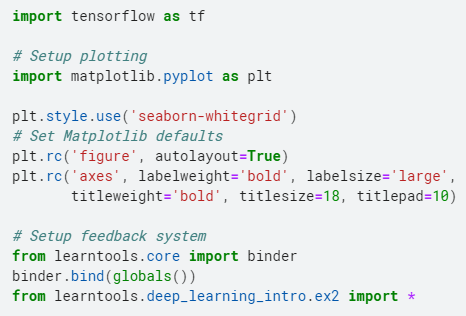 import tensorflow as tf

# Setup plotting
import matplotlib.pyplot as plt

plt.style.use('seaborn-whitegrid')
# Set Matplotlib defaults
plt.rc('figure', autolayout=True)
plt.rc('axes', labelweight='bold', labelsize='large',
       titleweight='bold', titlesize=18, titlepad=10)

# Setup feedback system
from learntools.core import binder
binder.bind(globals())
from learntools.deep_learning_intro.ex2 import *